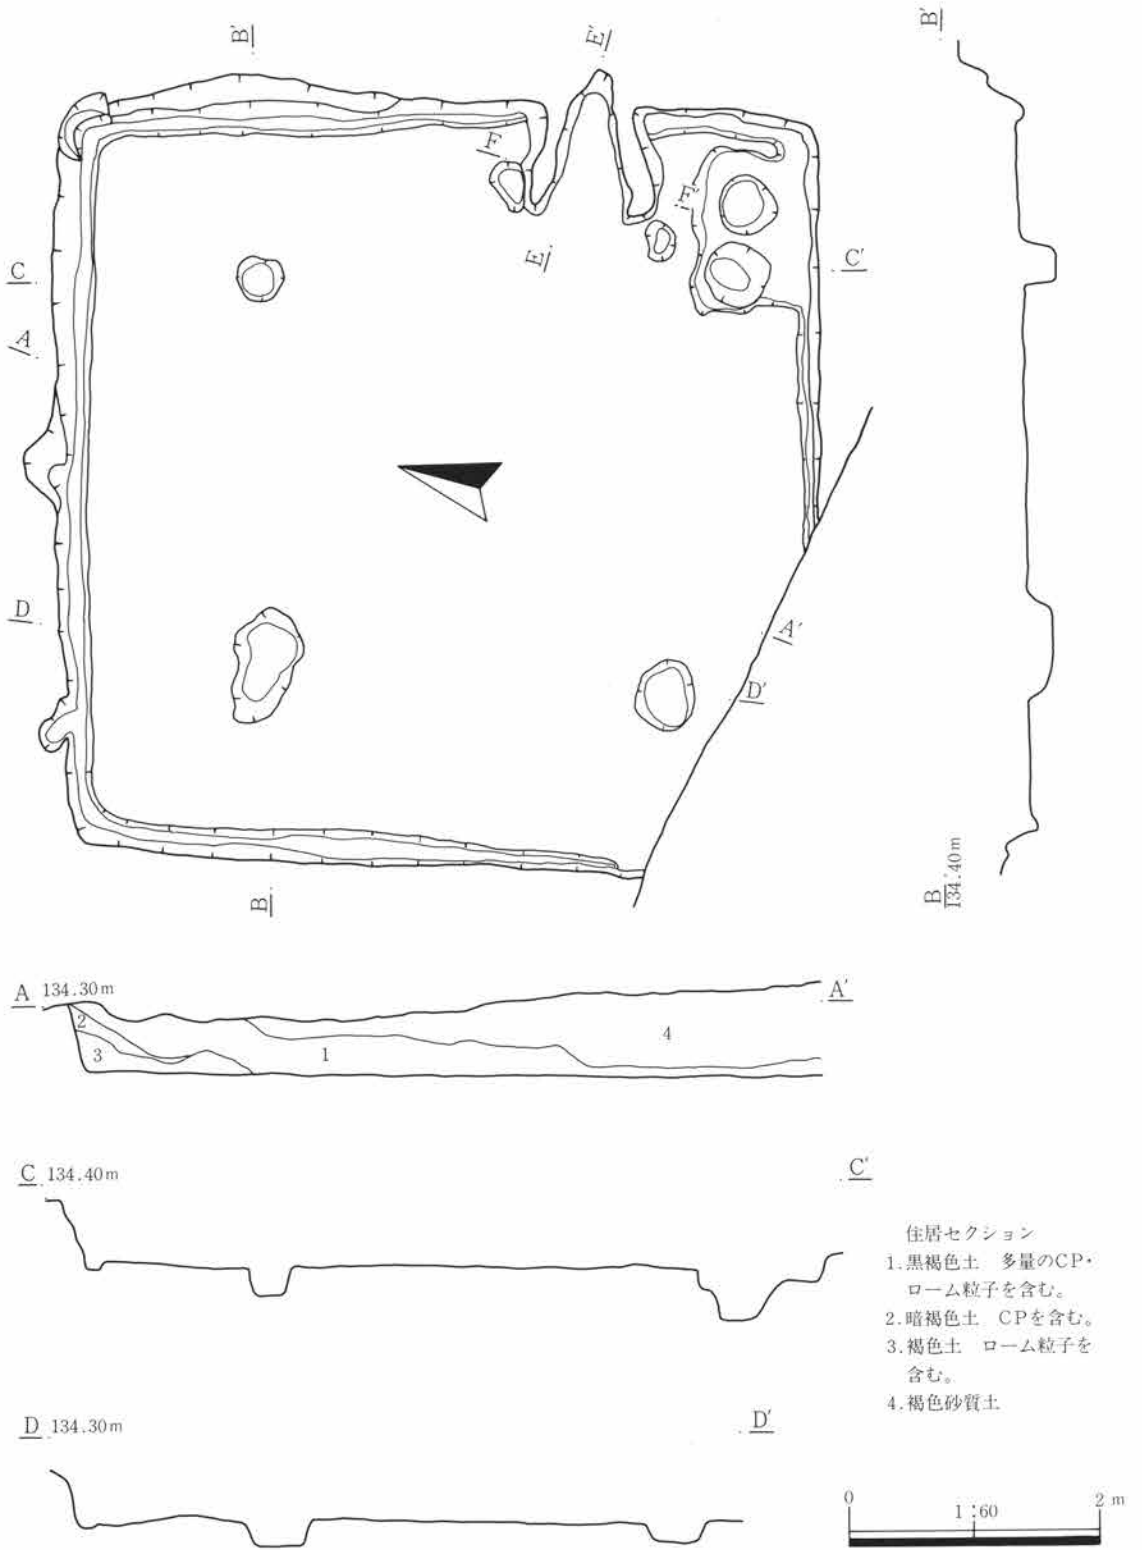 B′
E′
B′
F
F′
E
C
C′
A
D
A′
D′
B
B
134.40m
A 134.30m
A′
2
3
1
4
C 134.40m
C′
住居セクション
1.黒褐色土 多量のCP・
ローム粒子を含む。
2.暗褐色土 CPを含む。
3.褐色土 ローム粒子を
含む。
4.褐色砂質土
D 134.30m
D′
0
1:60
2 m